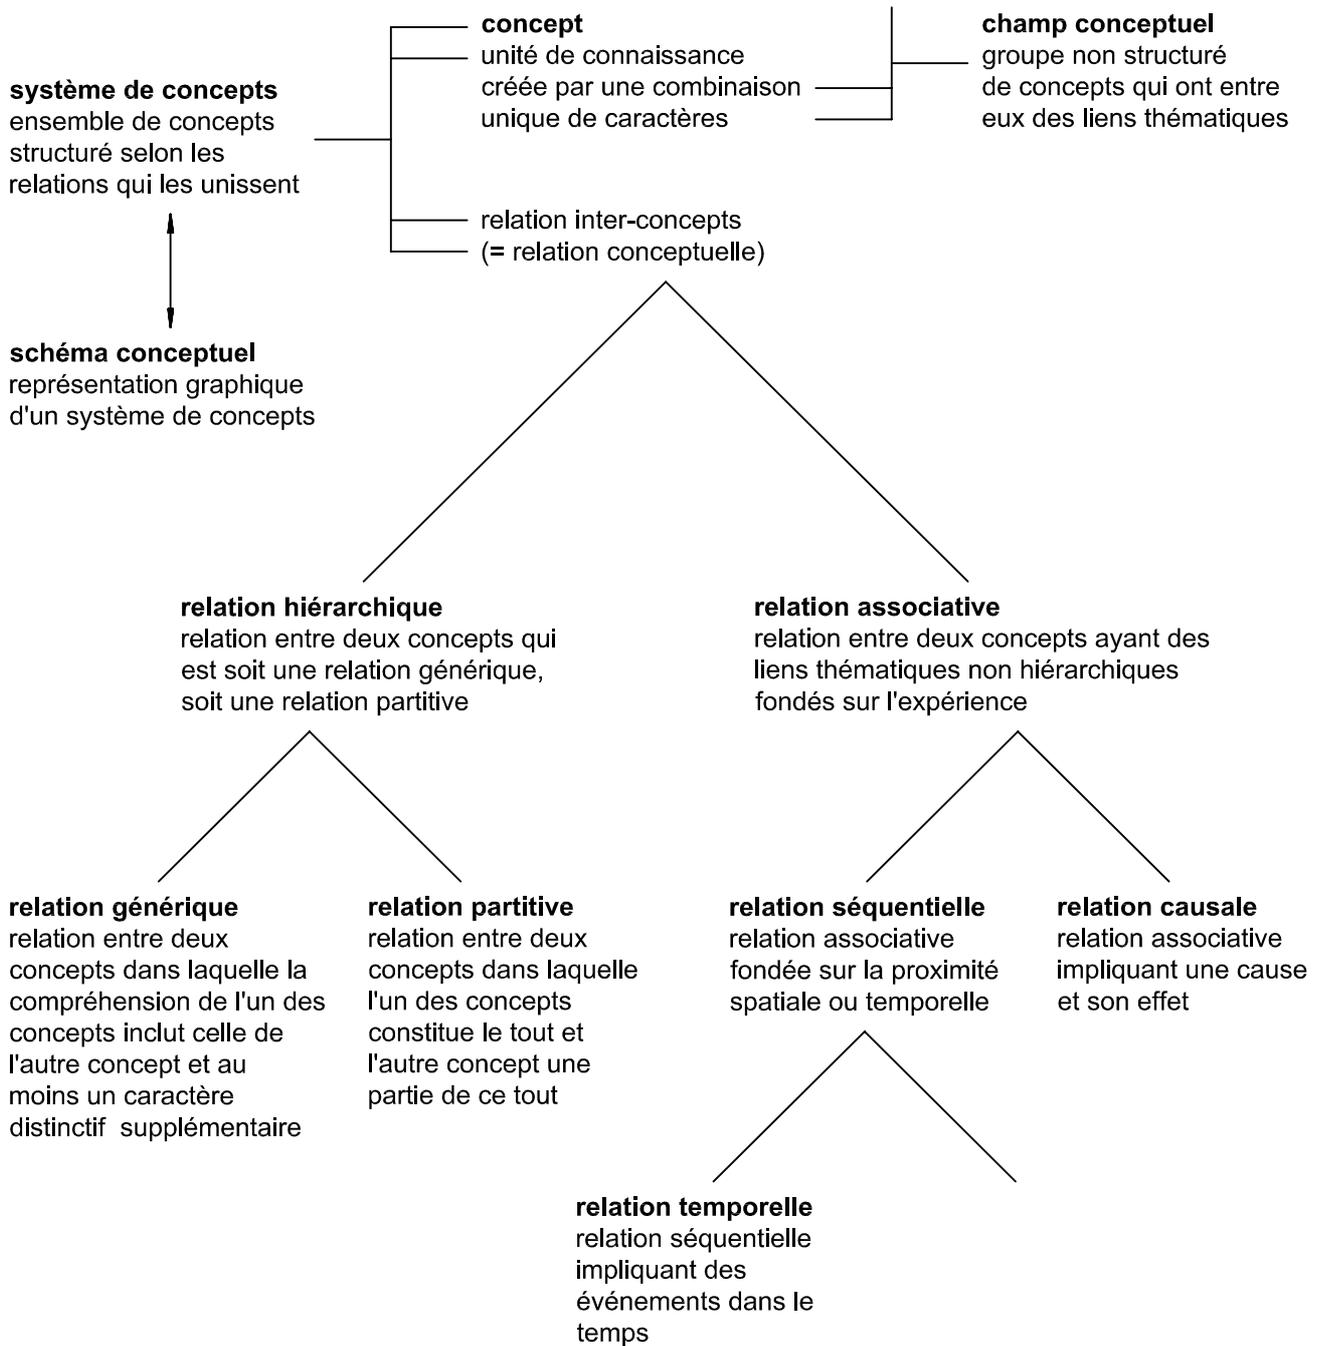 système de concepts
ensemble de concepts
structuré selon les
relations qui les unissent
concept
unité de connaissance
créée par une combinaison
unique de caractères
champ conceptuel
groupe non structuré
de concepts qui ont entre
eux des liens thématiques
relation inter-concepts
(= relation conceptuelle)
schéma conceptuel
représentation graphique
d'un système de concepts
relation hiérarchique
relation entre deux concepts qui
est soit une relation générique,
soit une relation partitive
relation associative
relation entre deux concepts ayant des
liens thématiques non hiérarchiques
fondés sur l'expérience
relation générique
relation entre deux
concepts dans laquelle la
compréhension de l'un des
concepts inclut celle de
l'autre concept et au
moins un caractère
distinctif supplémentaire
relation partitive
relation entre deux
concepts dans laquelle
l'un des concepts
constitue le tout et
l'autre concept une
partie de ce tout
relation séquentielle
relation associative
fondée sur la proximité
spatiale ou temporelle
relation causale
relation associative
impliquant une cause
et son effet
relation temporelle
relation séquentielle
impliquant des
événements dans le
temps